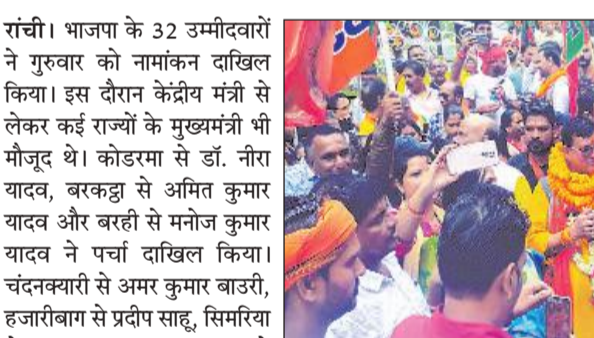 रांची। भाजपा के 32 उम्मीदवारों
ने गुरुवार को नामांकन दाखिल
किया। इस दौरान केंद्रीय मंत्री से
लेकर कई राज्यों के मुख्यमंत्री भी
मौजूद थे। कोडरमा से डॉ. नीरा
यादव, बरकट्ठा से अमित कुमार
यादव और बरही से मनोज कुमार
यादव ने पर्चा दाखिल किया।
चंदनक्यारी से अमर कुमार बाउरी,
हजारीबाग से प्रदीप साहू, सिमरिया